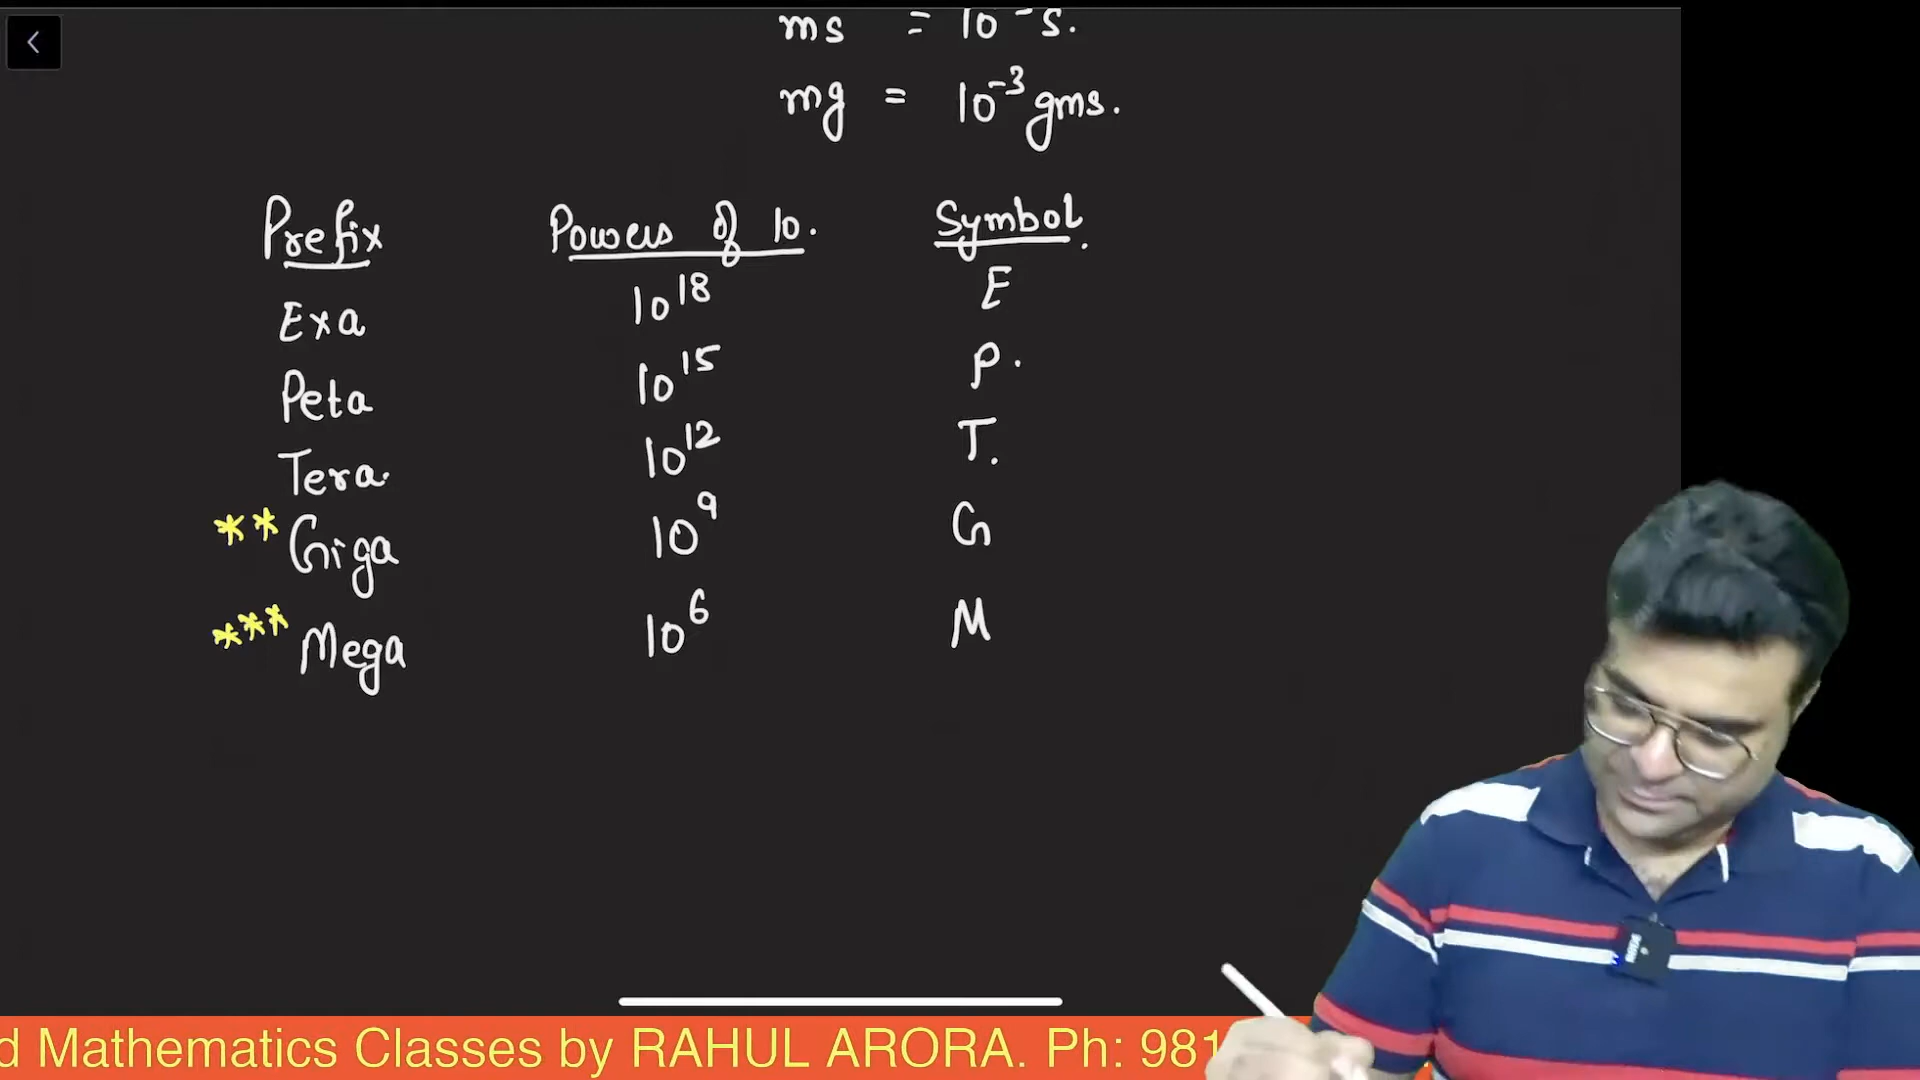 ms = 10⁻ s.
mg = 10⁻³ gms.
Prefix Powers of 10. Symbol.
Exa 10¹⁸ E
Peta 10¹⁵ P.
Tera. 10¹² T.
** Giga 10⁹ G
*** Mega 10⁶ M
d Mathematics Classes by RAHUL ARORA. Ph: 981